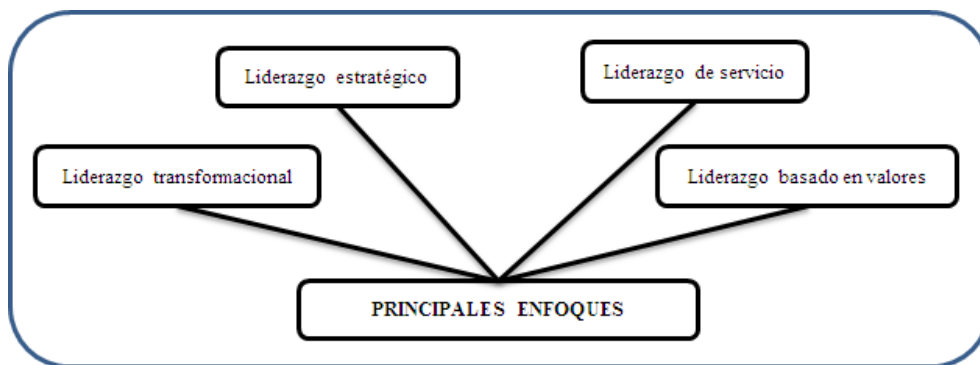 Liderazgo estratégico
Liderazgo de servicio
Liderazgo transformacional
Liderazgo basado en valores
PRINCIPALES ENFOQUES